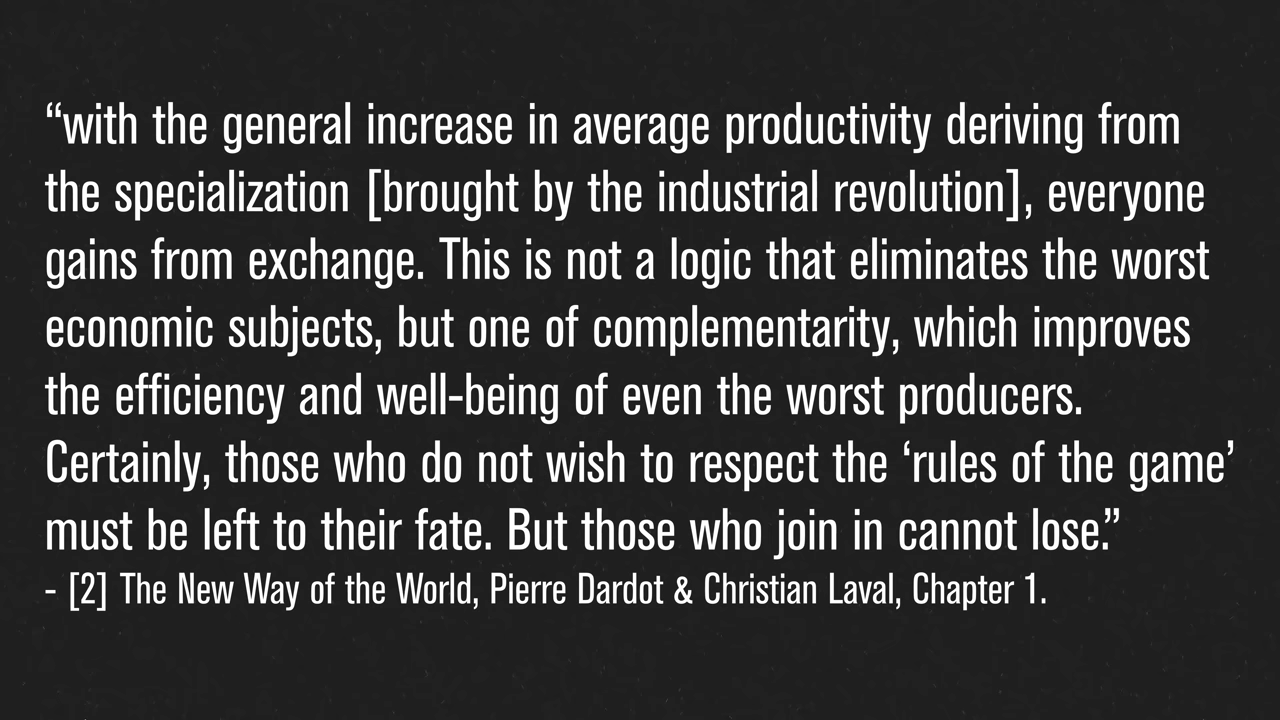 “with the general increase in average productivity deriving from
the specialization [brought by the industrial revolution], everyone
gains from exchange. This is not a logic that eliminates the worst
economic subjects, but one of complementarity, which improves
the efficiency and well-being of even the worst producers.
Certainly, those who do not wish to respect the ‘rules of the game’
must be left to their fate. But those who join in cannot lose.”
- [2] The New Way of the World, Pierre Dardot & Christian Laval, Chapter 1.